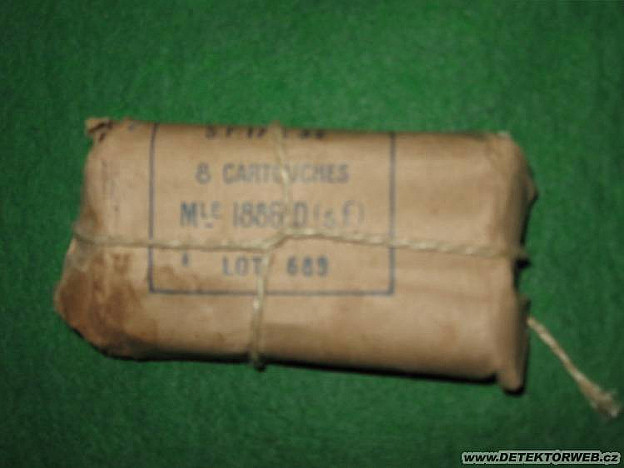 8 CARTOUCHES
MLE 1886 D (s.f)
LOT 689
WWW.DETEKTORWEB.CZ